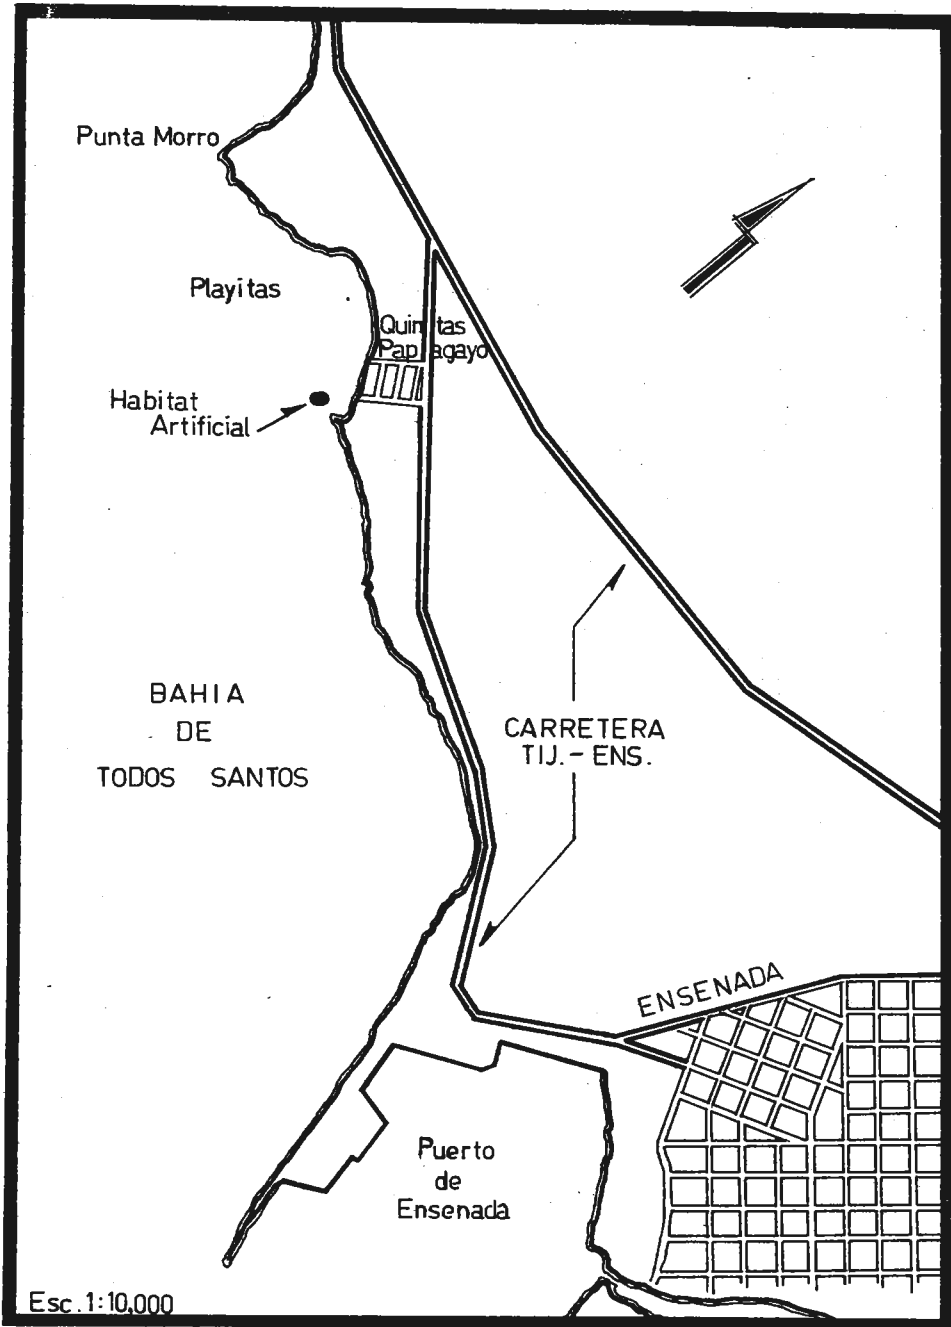 Punta Morro
Playitas
Quintas
Papagayo
Habitat
Artificial
BAHIA
DE
TODOS SANTOS
CARRETERA
TIJ. - ENS.
ENSENADA
Puerto
de
Ensenada
Esc. 1:10,000